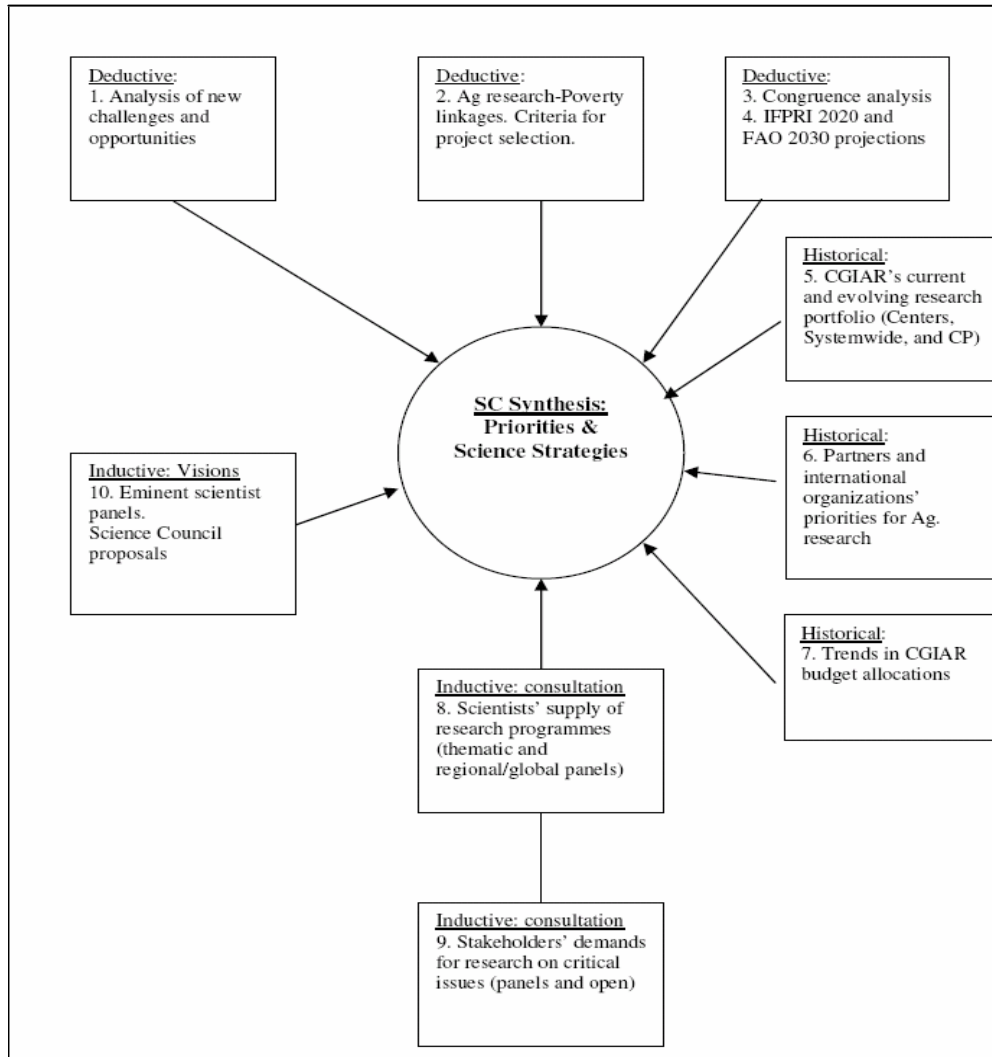 Deductive:
1. Analysis of new
challenges and
opportunities
Deductive:
2. Ag research-Poverty
linkages. Criteria for
project selection.
Deductive:
3. Congruence analysis
4. IFPRI 2020 and
FAO 2030 projections
Historical:
5. CGIAR's current
and evolving research
portfolio (Centers,
Systemwide, and CP)
SC Synthesis:
Priorities &
Science Strategies
Historical:
6. Partners and
international
organizations'
priorities for Ag.
research
Inductive: Visions
10. Eminent scientist
panels.
Science Council
proposals
Historical:
7. Trends in CGIAR
budget allocations
Inductive: consultation
8. Scientists' supply of
research programmes
(thematic and
regional/global panels)
Inductive: consultation
9. Stakeholders' demands
for research on critical
issues (panels and open)